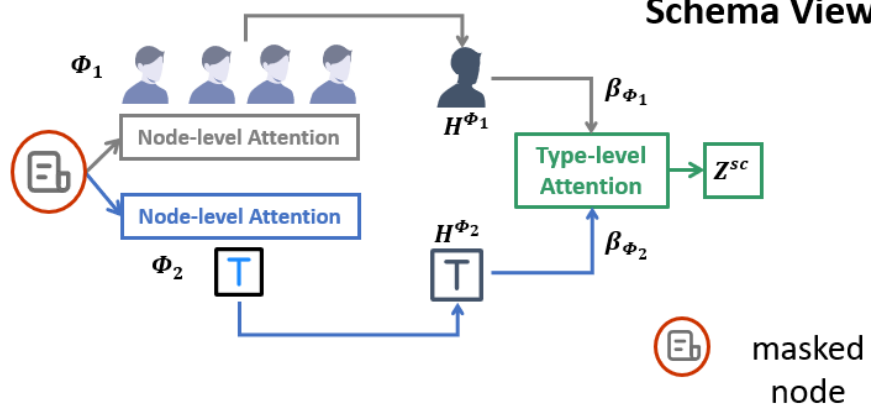 Schema View
Φ₁
Node-level Attention
H^Φ₁
β_Φ₁
Type-level
Attention
Z^sc
Node-level Attention
Φ₂
T
H^Φ₂
T
β_Φ₂
masked
node